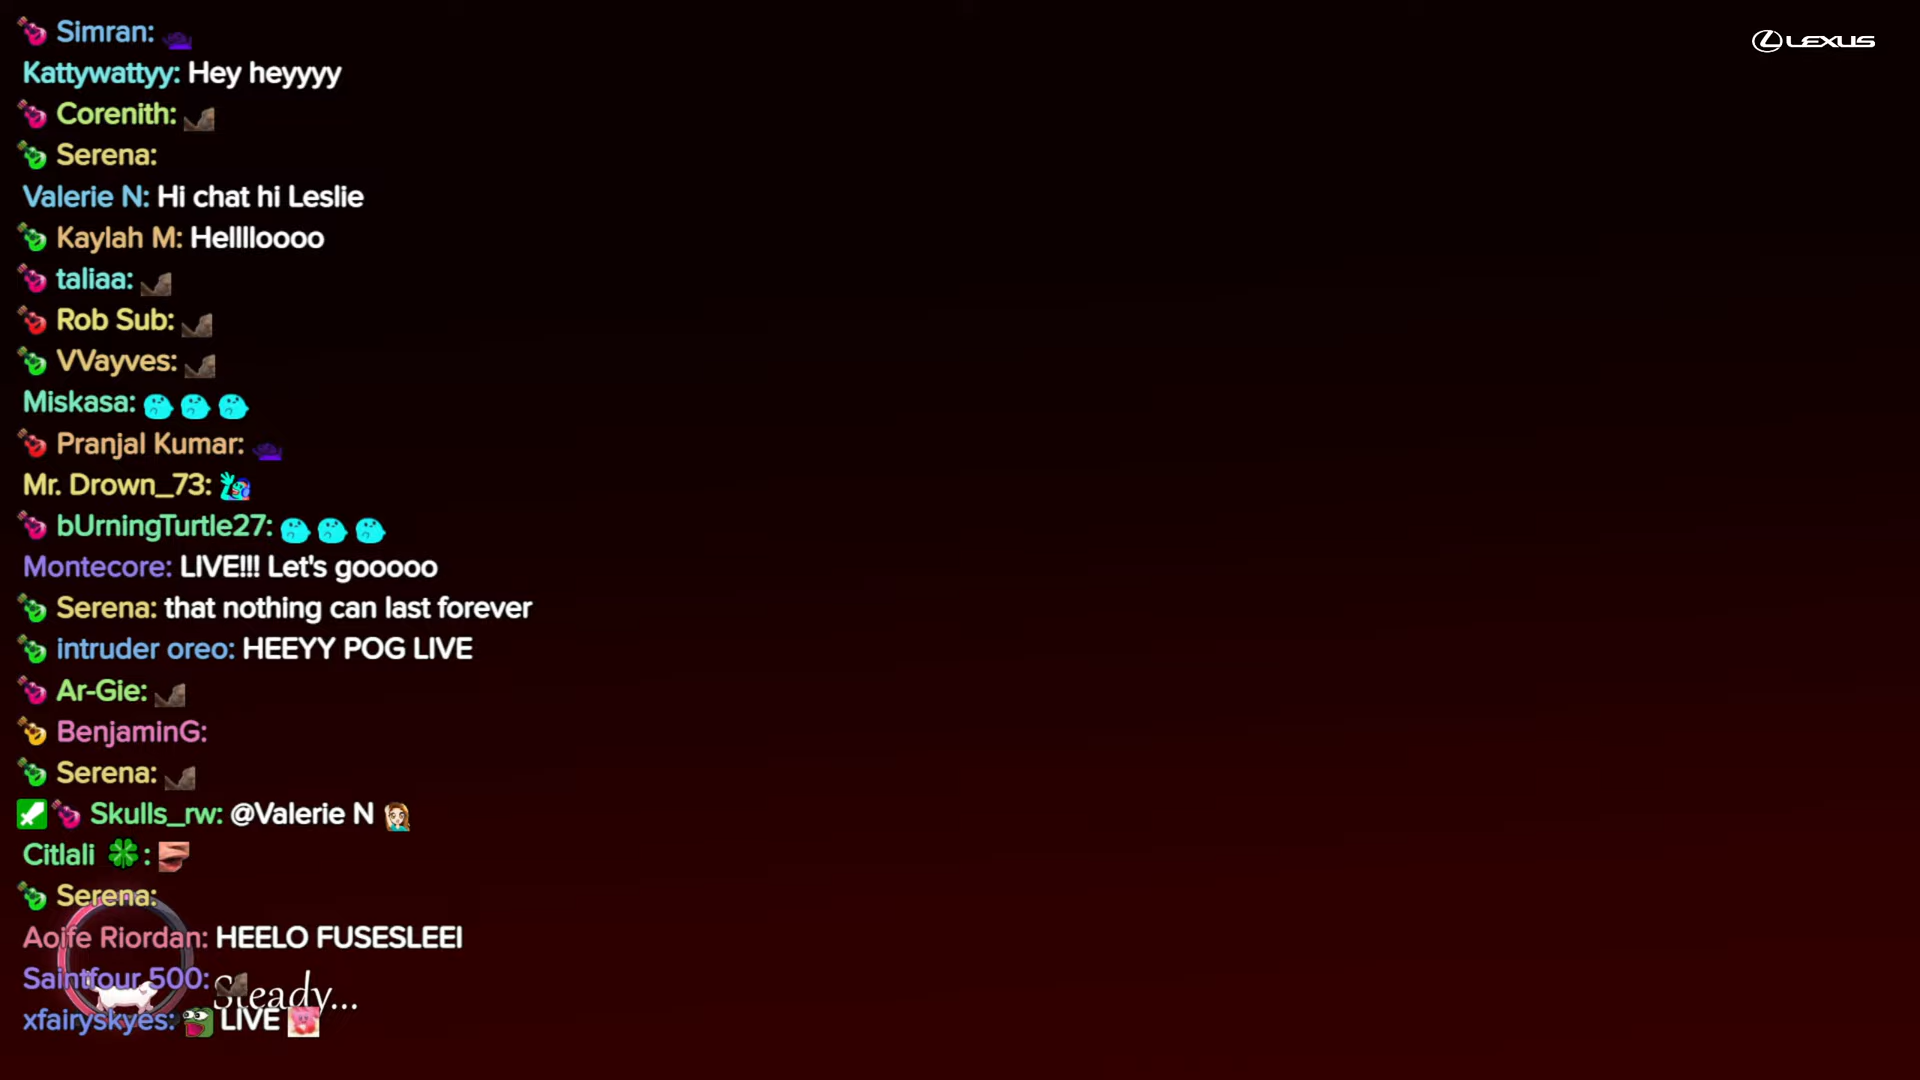 Simran:
LEXUS
Kattywattyy: Hey heyyyy
Corenith:
Serena:
Valerie N: Hi chat hi Leslie
Kaylah M: Helllloooo
taliaa:
Rob Sub:
VVayves:
Miskasa:
Pranjal Kumar:
Mr. Drown_73:
bUrningTurtle27:
Montecore: LIVE!!! Let's gooooo
Serena: that nothing can last forever
intruder oreo: HEEYY POG LIVE
Ar-Gie:
BenjaminG:
Serena:
Skulls_rw: @Valerie N
Citlali 🍀:
Serena:
Aoife Riordan: HEELO FUSESLEEI
Saintfour 500:
Steady...
xfairyskyes: LIVE